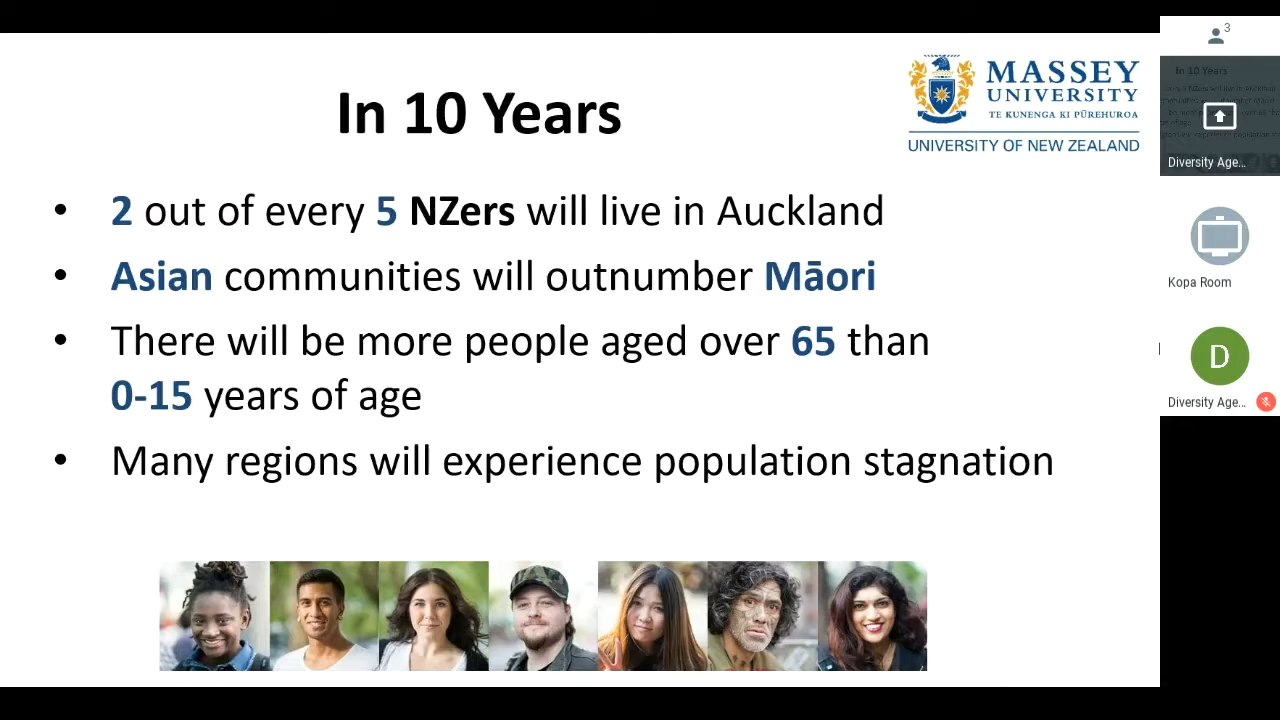 In 10 Years
MASSEY
UNIVERSITY
TE KUNENGA KI PŪREHUROA
UNIVERSITY OF NEW ZEALAND
• 2 out of every 5 NZers will live in Auckland
• Asian communities will outnumber Māori
• There will be more people aged over 65 than
0-15 years of age
• Many regions will experience population stagnation
3
In 10 Years
Diversity Age...
Kopa Room
D
Diversity Age...